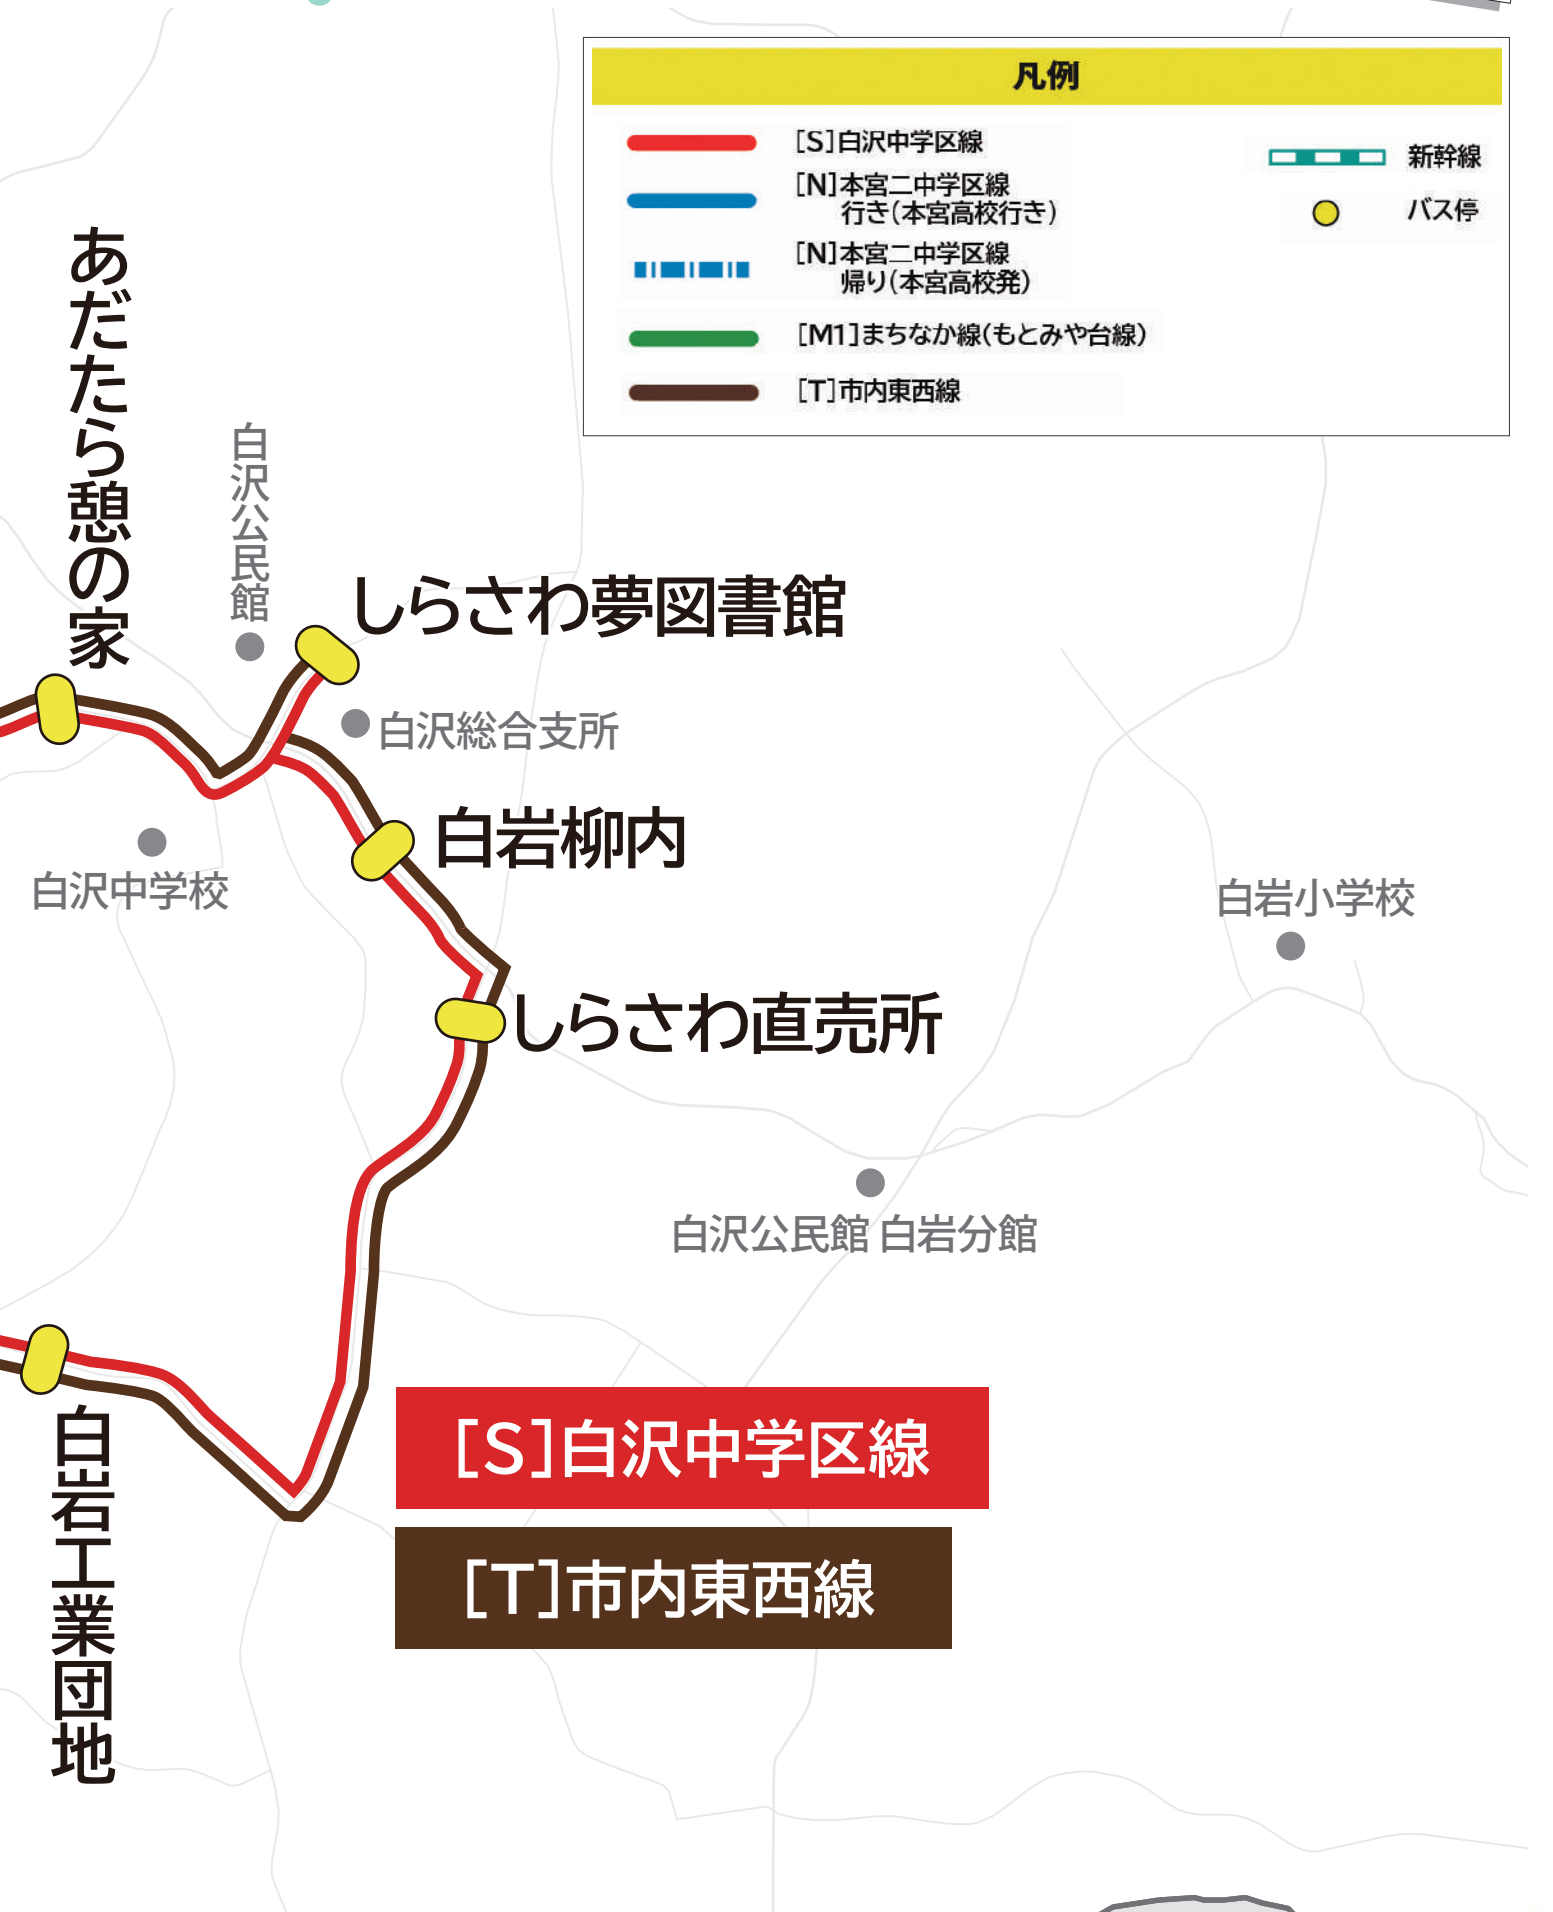 凡例
[S]白沢中学区線
[N]本宮二中学区線
行き(本宮高校行き)
[N]本宮二中学区線
帰り(本宮高校発)
[M1]まちなか線(もとみや台線)
[T]市内東西線
新幹線
バス停
あだたら憩の家
白沢公民館
しらさわ夢図書館
白沢総合支所
白岩柳内
白沢中学校
白岩小学校
しらさわ直売所
白沢公民館 白岩分館
白岩工業団地
[S]白沢中学区線
[T]市内東西線